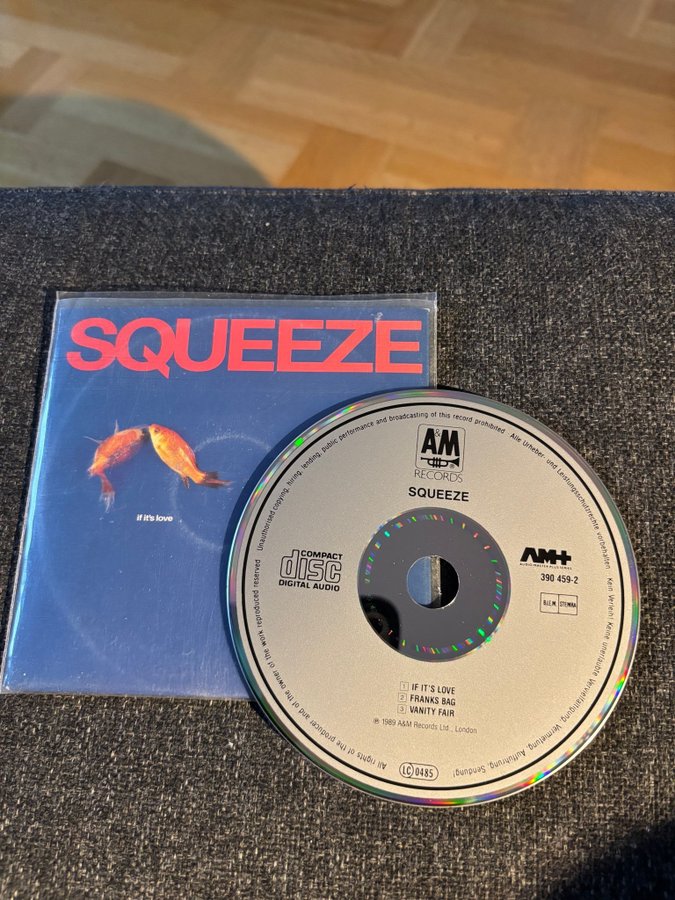 SQUEEZE
if it's love
A&M
RECORDS
SQUEEZE
COMPACT
disc
DIGITAL AUDIO
AM+
AUDIO MASTER PLUS SERIES
390 459-2
B.I.E.M. STEMRA
1 IF IT'S LOVE
2 FRANKS BAG
3 VANITY FAIR
℗ 1989 A&M Records Ltd., London
LC 0485
All rights of the producer and of the owner of the work reproduced reserved Unauthorised copying, hiring, lending, public performance and broadcasting of this record prohibited · Alle Urheber- und Leistungsschutzrechte vorbehalten · Kein Verleih! Keine unerlaubte Vervielfältigung, Vermietung, Aufführung, Sendung!